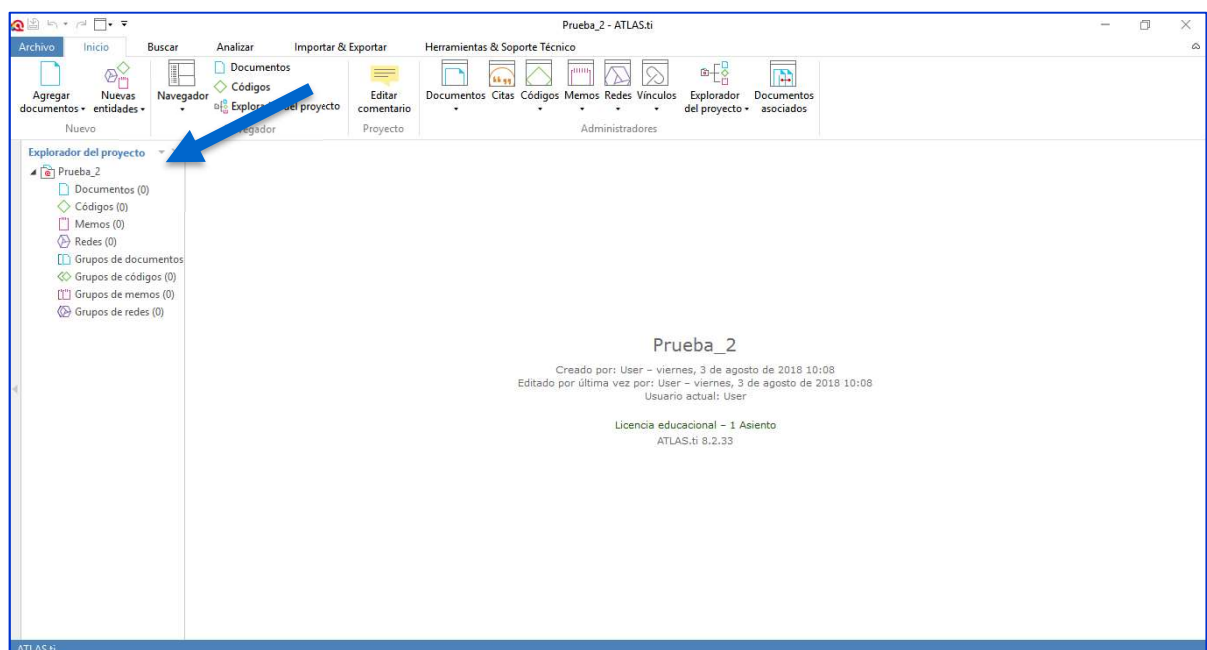 Prueba_2 - ATLAS.ti
Archivo Inicio Buscar Analizar Importar & Exportar Herramientas & Soporte Técnico
Agregar documentos
Nuevas entidades
Nuevo
Navegador
Documentos
Códigos
Explorador del proyecto
Editar comentario
Proyecto
Documentos Citas Códigos Memos Redes Vínculos
Explorador del proyecto
Documentos asociados
Administradores
Explorador del proyecto
Prueba_2
Documentos (0)
Códigos (0)
Memos (0)
Redes (0)
Grupos de documentos
Grupos de códigos (0)
Grupos de memos (0)
Grupos de redes (0)
Prueba_2
Creado por: User – viernes, 3 de agosto de 2018 10:08
Editado por última vez por: User – viernes, 3 de agosto de 2018 10:08
Usuario actual: User
Licencia educacional – 1 Asiento
ATLAS.ti 8.2.33
ATLAS.ti